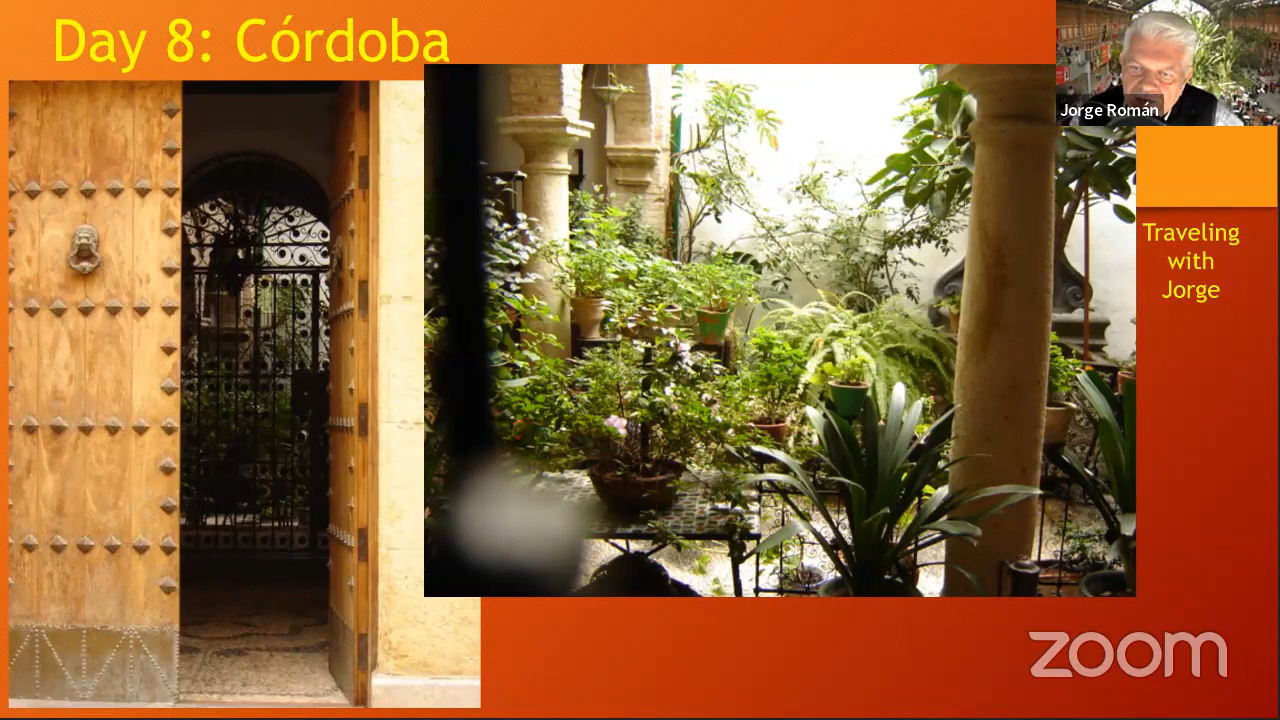 Day 8: Córdoba
Jorge Román
Traveling
with
Jorge
zoom